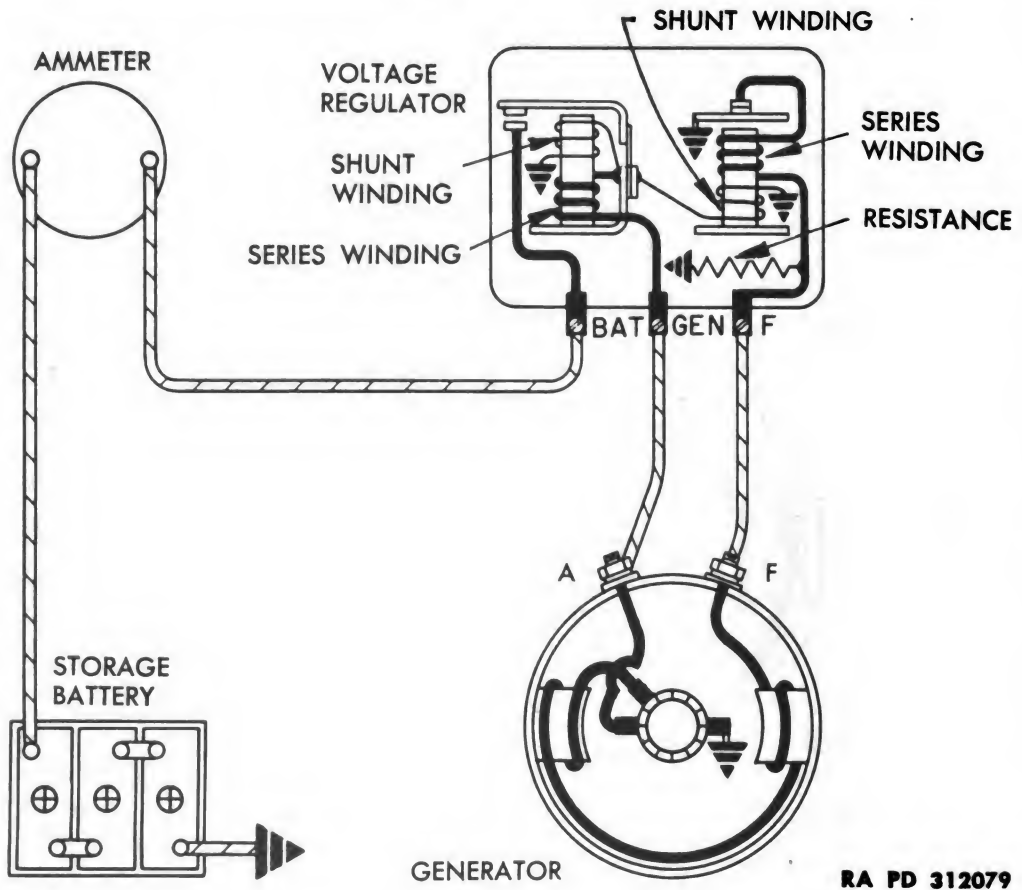 SHUNT WINDING
AMMETER
VOLTAGE
REGULATOR
SERIES
WINDING
SHUNT
WINDING
RESISTANCE
SERIES WINDING
BAT GEN F
A F
STORAGE
BATTERY
GENERATOR
RA PD 312079